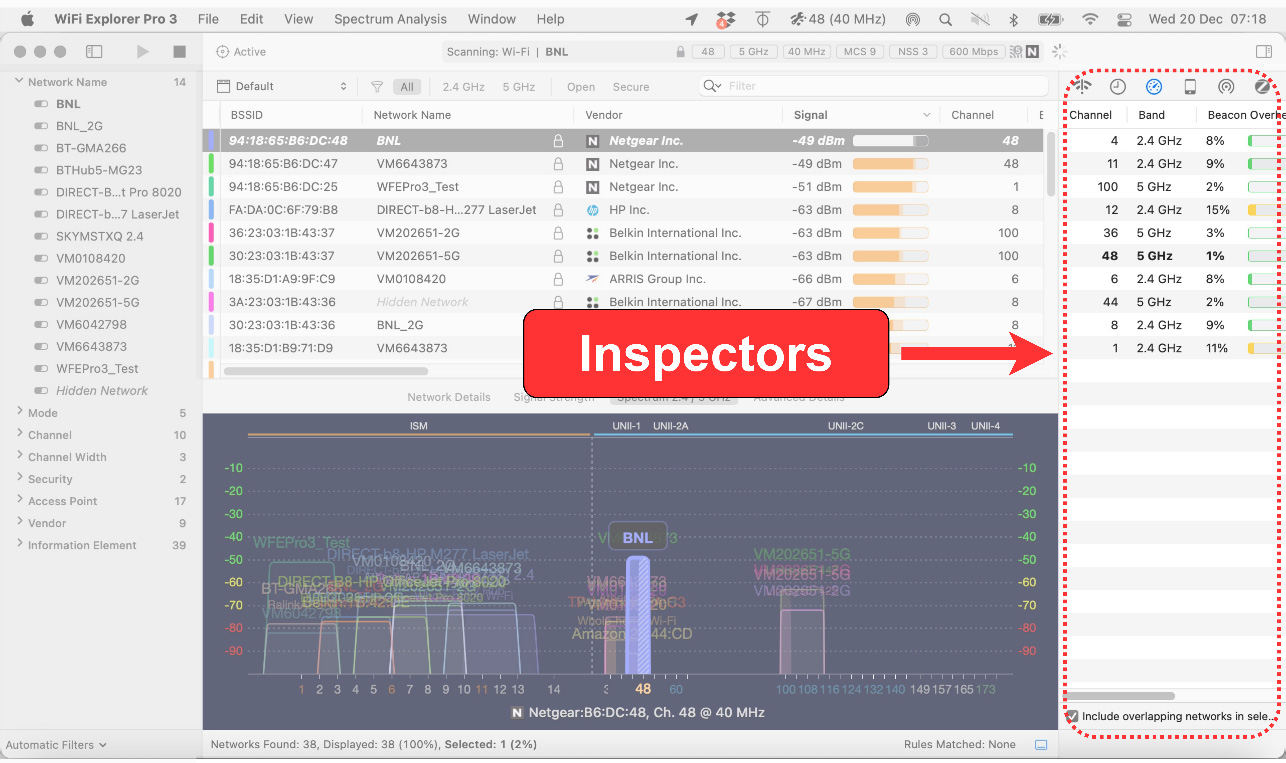 WiFi Explorer Pro 3 File Edit View Spectrum Analysis Window Help 4 48 (40 MHz) Wed 20 Dec 07:18
Active Scanning: Wi-Fi | BNL 48 5 GHz 40 MHz MCS 9 NSS 3 600 Mbps N
Network Name 14
BNL
BNL_2G
BT-GMA266
BTHub5-MG23
DIRECT-B...t Pro 8020
DIRECT-b...7 LaserJet
SKYMSTXQ 2.4
VM0108420
VM202651-2G
VM202651-5G
VM6042798
VM6643873
WFEPro3_Test
Hidden Network
Mode 5
Channel 10
Channel Width 3
Security 2
Access Point 17
Vendor 9
Information Element 39
Automatic Filters
Default All 2.4 GHz 5 GHz Open Secure Filter
BSSID Network Name Vendor Signal Channel
94:18:65:B6:DC:48 BNL N Netgear Inc. -49 dBm 48
94:18:65:B6:DC:47 VM6643873 N Netgear Inc. -49 dBm 48
94:18:65:B6:DC:25 WFEPro3_Test N Netgear Inc. -51 dBm 1
FA:DA:0C:6F:79:B8 DIRECT-b8-H...277 LaserJet hp HP Inc. -63 dBm 8
36:23:03:1B:43:37 VM202651-2G Belkin International Inc. -63 dBm 100
30:23:03:1B:43:37 VM202651-5G Belkin International Inc. -63 dBm 100
18:35:D1:A9:9F:C9 VM0108420 ARRIS Group Inc. -66 dBm 6
3A:23:03:1B:43:36 Hidden Network Belkin International Inc. -67 dBm 8
30:23:03:1B:43:36 BNL_2G 8
18:35:D1:B9:71:D9 VM6643873
Inspectors
Network Details Signal Strength Spectrum 2.4 / 5 GHz Advanced Details
ISM UNII-1 UNII-2A UNII-2C UNII-3 UNII-4
-10 -10
-20 -20
-30 -30
-40 -40
-50 -50
-60 -60
-70 -70
-80 -80
-90 -90
WFEPro3_Test
BNL
DIRECT-b8-HP M277 LaserJet
VM0108420
VM6643873
VM202651-5G
VM202651-5G
VM202651-2G
VM6042798
1 2 3 6 7 8 9 10 11 12 13 14 48 60 100 108 116 124 132 140 149 157 165 173
N Netgear:B6:DC:48, Ch. 48 @ 40 MHz
Networks Found: 38, Displayed: 38 (100%), Selected: 1 (2%) Rules Matched: None
Channel Band Beacon Overhe
4 2.4 GHz 8%
11 2.4 GHz 9%
100 5 GHz 2%
12 2.4 GHz 15%
36 5 GHz 3%
48 5 GHz 1%
6 2.4 GHz 8%
44 5 GHz 2%
8 2.4 GHz 9%
1 2.4 GHz 11%
Include overlapping networks in sele...